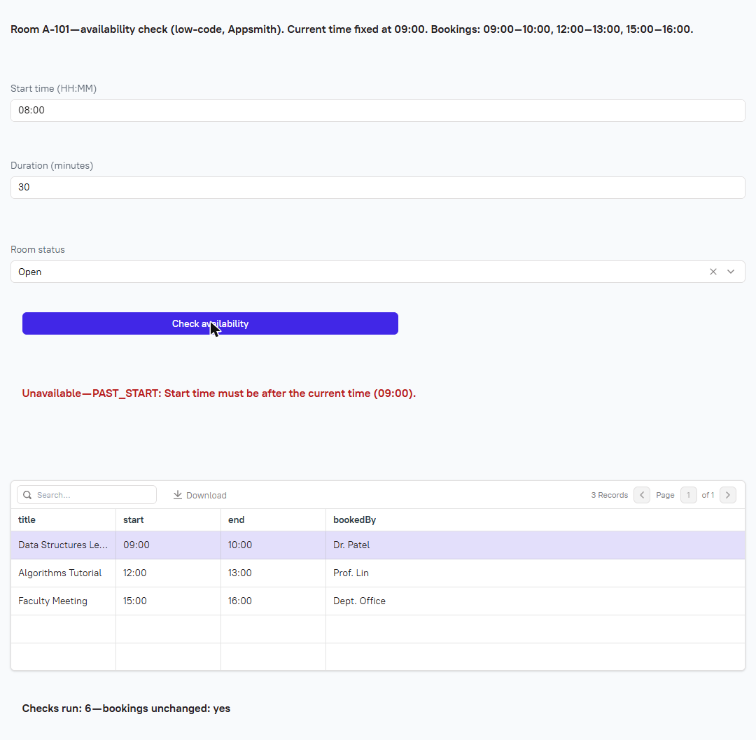 Room A-101—availability check (low-code, Appsmith). Current time fixed at 09:00. Bookings: 09:00–10:00, 12:00–13:00, 15:00–16:00.
Start time (HH:MM)
08:00
Duration (minutes)
30
Room status
Open
Check availability
Unavailable—PAST_START: Start time must be after the current time (09:00).
Search... Download 3 Records Page 1 of 1
title start end bookedBy
Data Structures Le... 09:00 10:00 Dr. Patel
Algorithms Tutorial 12:00 13:00 Prof. Lin
Faculty Meeting 15:00 16:00 Dept. Office
Checks run: 6—bookings unchanged: yes